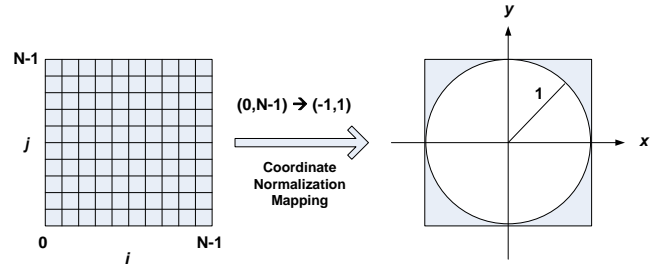 y
N-1
(0,N-1) → (-1,1)
1
j
x
Coordinate
Normalization
Mapping
0
N-1
i